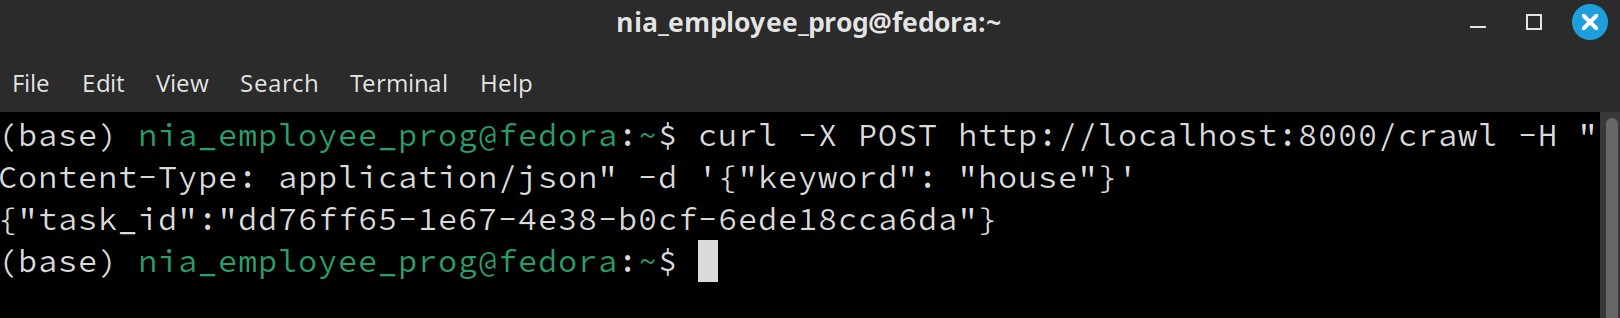 nia_employee_prog@fedora:~
File Edit View Search Terminal Help
(base) nia_employee_prog@fedora:~$ curl -X POST http://localhost:8000/crawl -H "
Content-Type: application/json" -d '{"keyword": "house"}'
{"task_id":"dd76ff65-1e67-4e38-b0cf-6ede18cca6da"}
(base) nia_employee_prog@fedora:~$